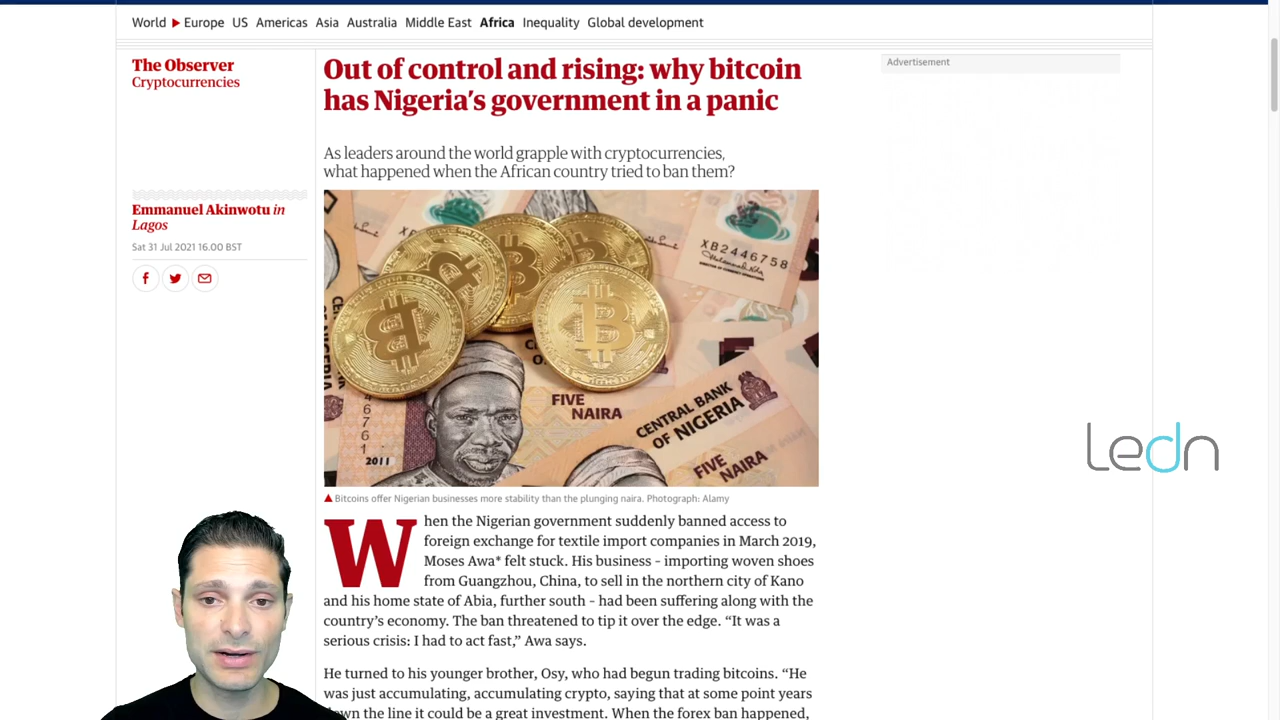 World ▶ Europe US Americas Asia Australia Middle East Africa Inequality Global development
The Observer
Cryptocurrencies
Out of control and rising: why bitcoin
has Nigeria's government in a panic
As leaders around the world grapple with cryptocurrencies,
what happened when the African country tried to ban them?
Emmanuel Akinwotu in
Lagos
Sat 31 Jul 2021 16.00 BST
Advertisement
XB2446758
FIVE
NAIRA
CENTRAL BANK
OF NIGERIA
FIVE
NAIRA
2011
ledn
Bitcoins offer Nigerian businesses more stability than the plunging naira. Photograph: Alamy
When the Nigerian government suddenly banned access to
foreign exchange for textile import companies in March 2019,
Moses Awa* felt stuck. His business – importing woven shoes
from Guangzhou, China, to sell in the northern city of Kano
and his home state of Abia, further south – had been suffering along with the
country's economy. The ban threatened to tip it over the edge. “It was a
serious crisis: I had to act fast,” Awa says.
He turned to his younger brother, Osy, who had begun trading bitcoins. “He
was just accumulating, accumulating crypto, saying that at some point years
down the line it could be a great investment. When the forex ban happened,